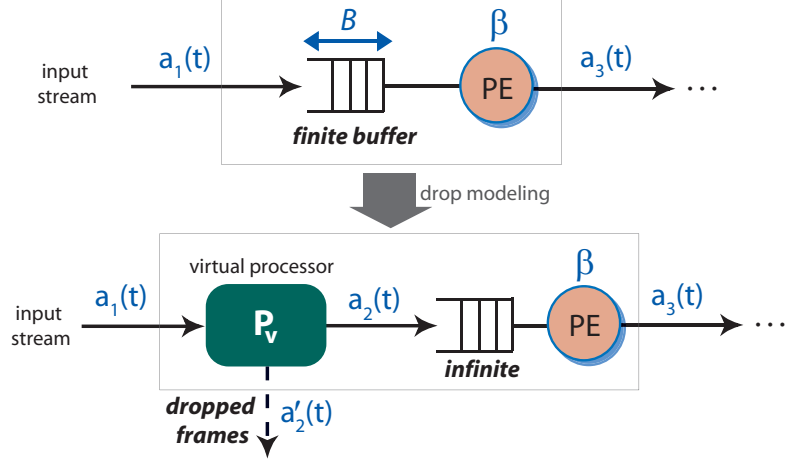 B
β
a₁(t)
a₃(t)
input
stream
PE
...
finite buffer
drop modeling
virtual processor
β
a₁(t)
a₂(t)
a₃(t)
input
stream
Pᵥ
PE
...
infinite
dropped
frames
a′₂(t)